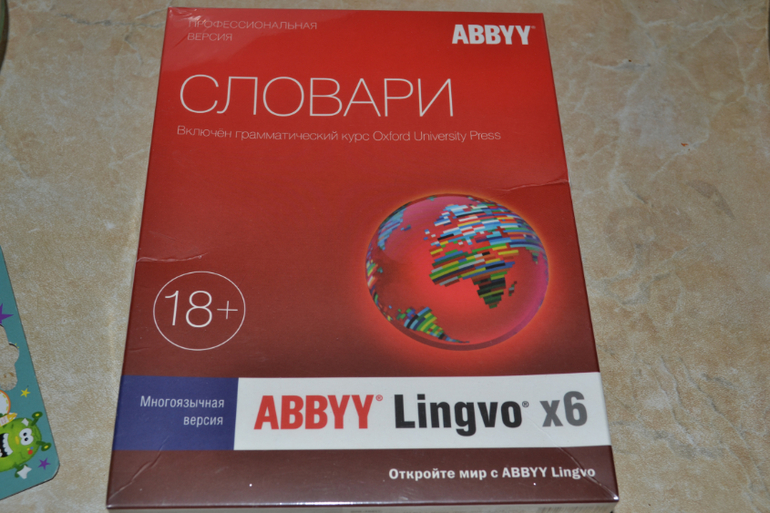 ПРОФЕССИОНАЛЬНАЯ
ВЕРСИЯ
ABBYY®
СЛОВАРИ
Включён грамматический курс Oxford University Press
18+
Многоязычная
версия
ABBYY® Lingvo® x6
Откройте мир с ABBYY Lingvo